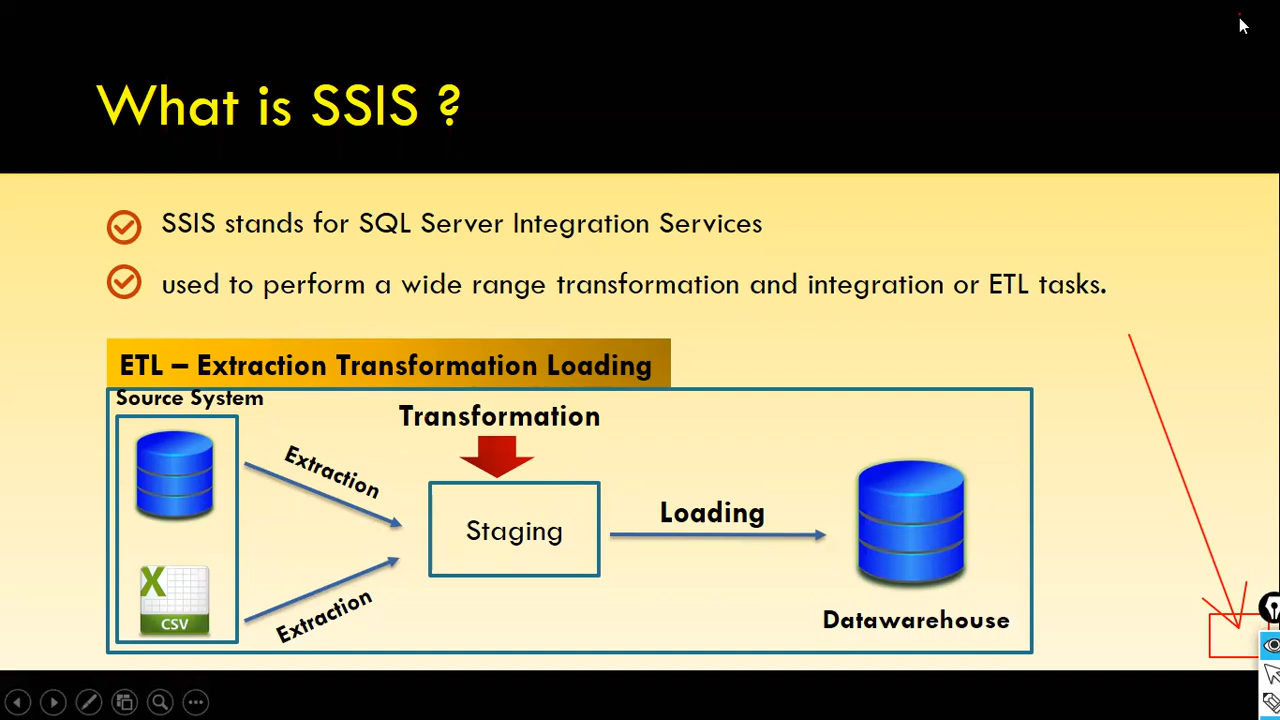 What is SSIS ?
SSIS stands for SQL Server Integration Services
used to perform a wide range transformation and integration or ETL tasks.
ETL – Extraction Transformation Loading
Source System
Transformation
Extraction
Staging
Loading
X
CSV
Extraction
Datawarehouse